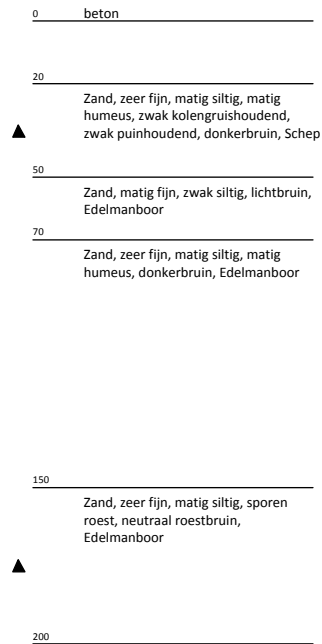 0 beton
20
Zand, zeer fijn, matig siltig, matig
humeus, zwak kolengruishoudend,
zwak puinhoudend, donkerbruin, Schep
50
Zand, matig fijn, zwak siltig, lichtbruin,
Edelmanboor
70
Zand, zeer fijn, matig siltig, matig
humeus, donkerbruin, Edelmanboor
150
Zand, zeer fijn, matig siltig, sporen
roest, neutraal roestbruin,
Edelmanboor
200